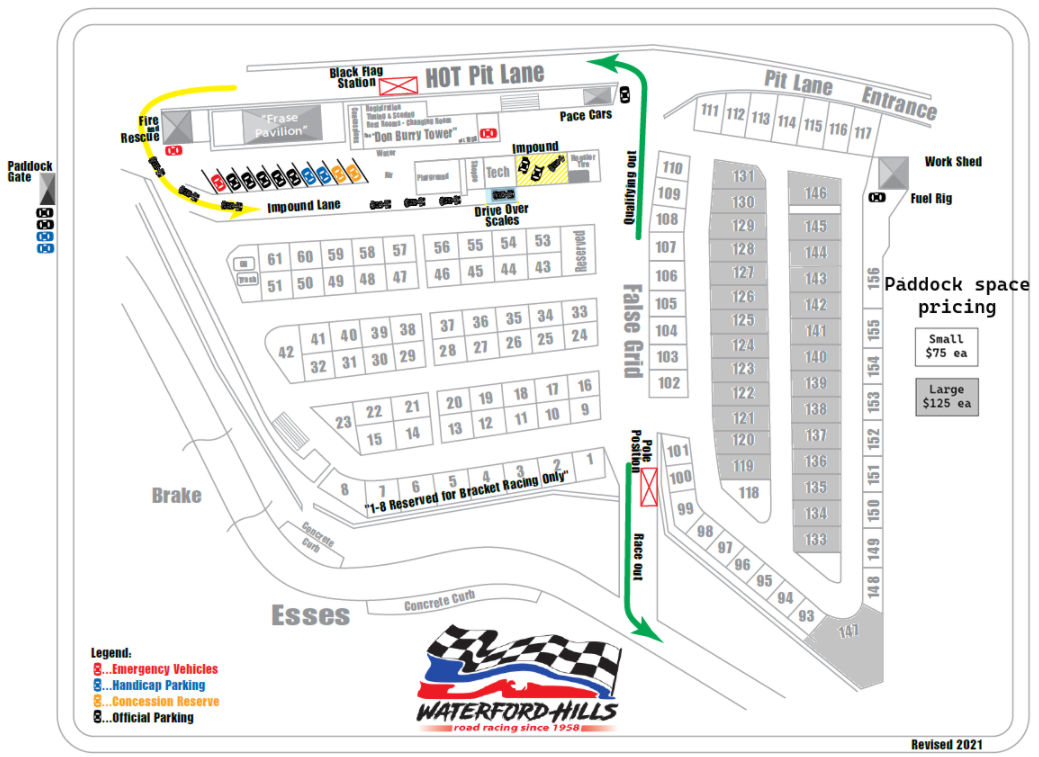 HOT Pit Lane
Black Flag
Station
Pit Lane
Entrance
Fire
and
Rescue
"Frase
Pavilion"
Concessions
Registration
Timing & Scoring
Rest Rooms - Changing Room
The "Don Burry Tower"
Pace Cars
Paddock
Gate
Water
Air
Playground
Tech
Impound
Impound Lane
Drive Over
Scales
Qualifying Out
Work Shed
Fuel Rig
111 112 113 114 115 116 117
110
109
108
107
106
105
104
103
102
131
130
129
128
127
126
125
124
123
122
121
120
119
118
146
145
144
143
142
141
140
139
138
137
136
135
134
133
156
155
154
153
152
151
150
149
148
147
Paddock space
pricing
Small
$75 ea
Large
$125 ea
61 60 59 58 57 56 55 54 53
51 50 49 48 47 46 45 44 43
Reserved
Oil
Trash
42
41 40 39 38 37 36 35 34 33
32 31 30 29 28 27 26 25 24
False Grid
23
22 21 20 19 18 17 16
15 14 13 12 11 10 9
8 7 6 5 4 3 2 1
"1-8 Reserved for Bracket Racing Only"
Pole
Position
Race Out
101
100
99
98
97
96
95
94
93
Brake
Concrete
Curb
Esses
Concrete Curb
Legend:
...Emergency Vehicles
...Handicap Parking
...Concession Reserve
...Official Parking
WATERFORD HILLS
road racing since 1958
Revised 2021